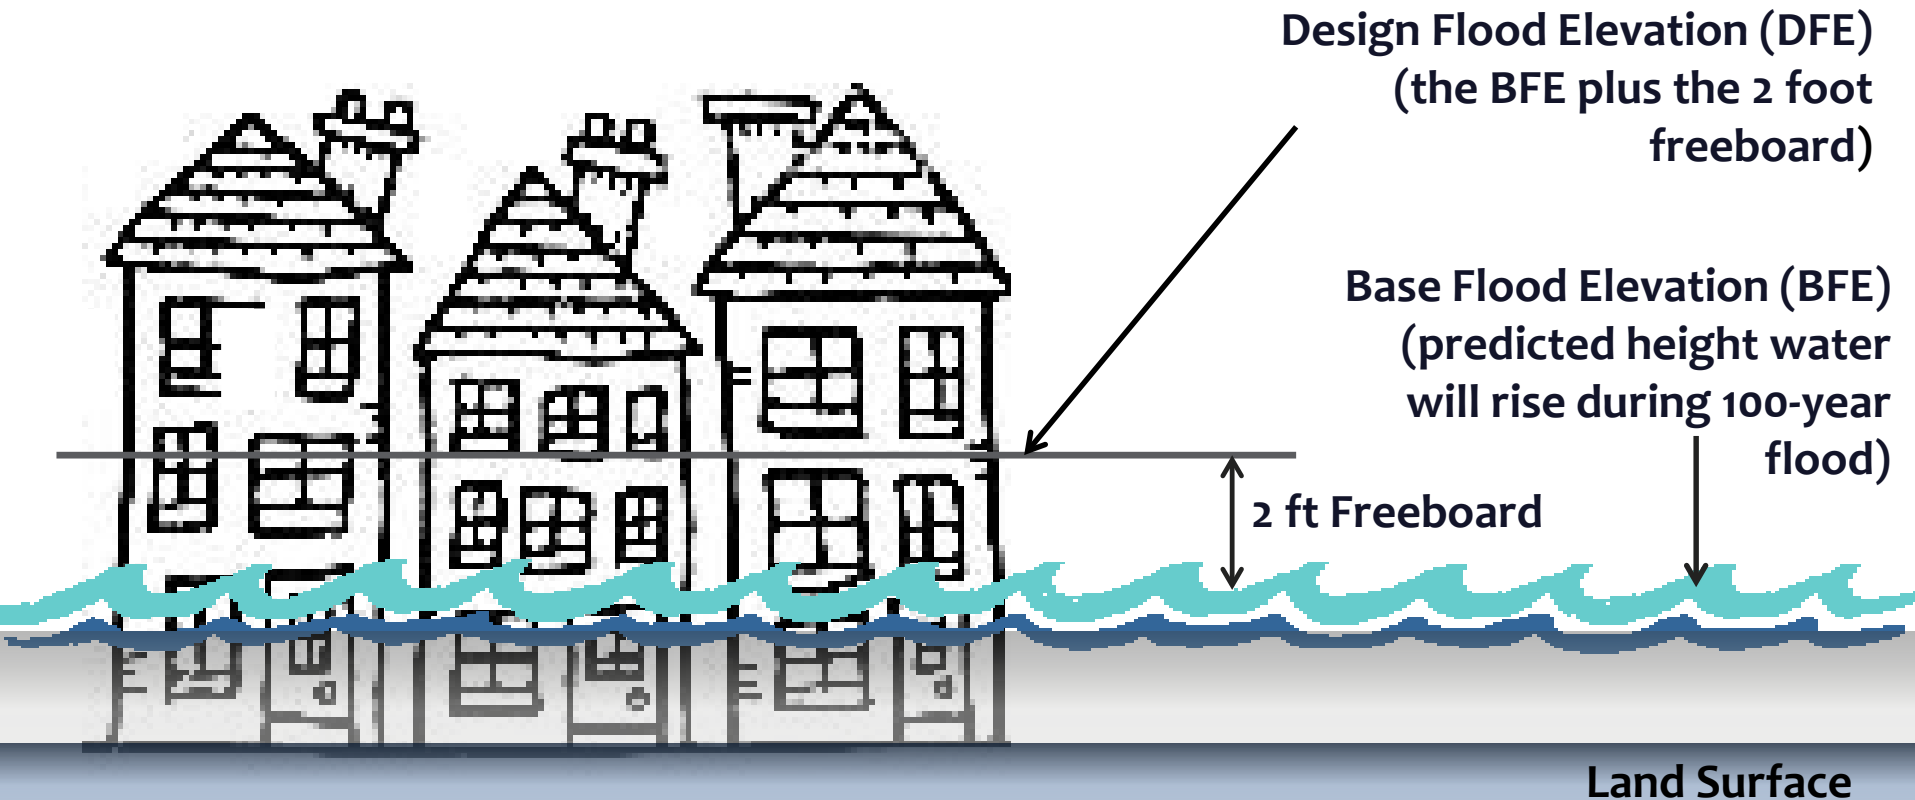 Design Flood Elevation (DFE)
(the BFE plus the 2 foot
freeboard)
Base Flood Elevation (BFE)
(predicted height water
will rise during 100-year
flood)
2 ft Freeboard
Land Surface